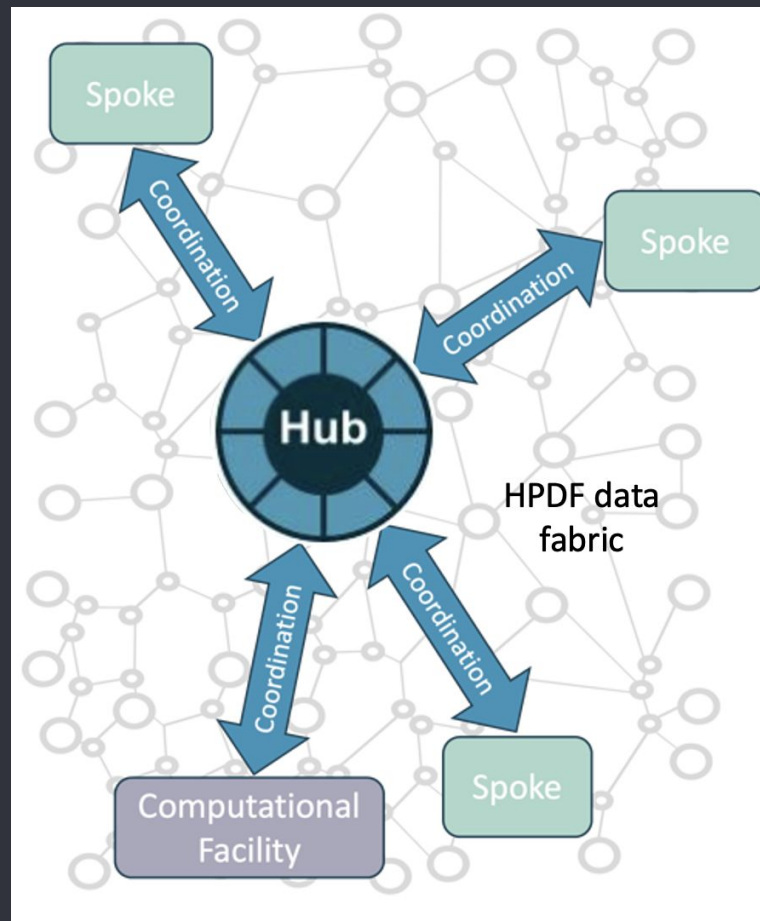 Spoke
Coordination
Spoke
Coordination
Hub
HPDF data
fabric
Coordination
Coordination
Computational
Facility
Spoke